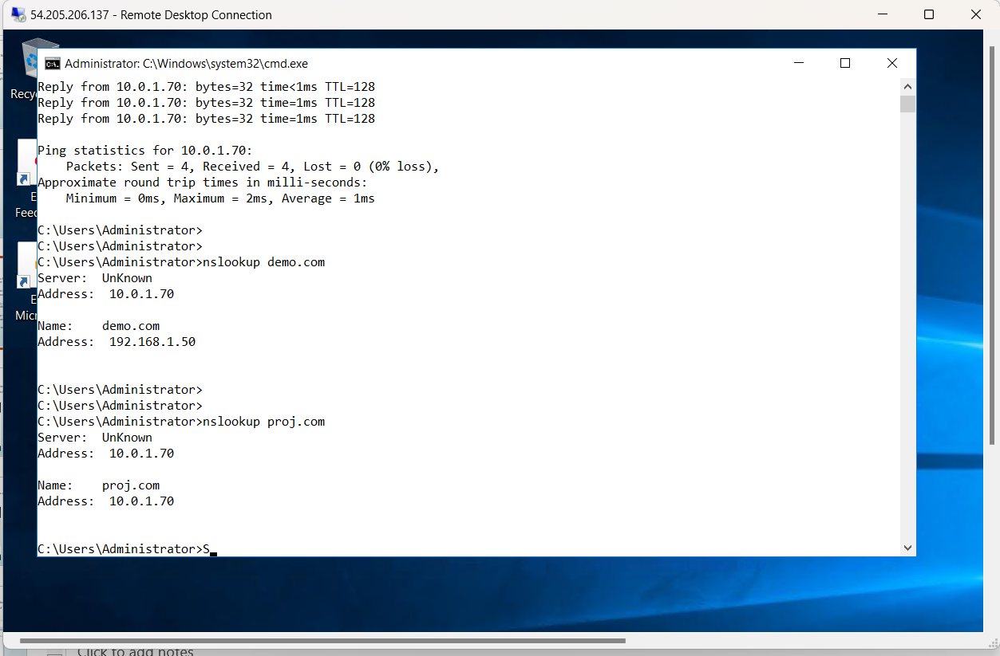 54.205.206.137 - Remote Desktop Connection
Administrator: C:\Windows\system32\cmd.exe
Recy
Reply from 10.0.1.70: bytes=32 time<1ms TTL=128
Reply from 10.0.1.70: bytes=32 time=1ms TTL=128
Reply from 10.0.1.70: bytes=32 time=1ms TTL=128
Ping statistics for 10.0.1.70:
Packets: Sent = 4, Received = 4, Lost = 0 (0% loss),
Approximate round trip times in milli-seconds:
Minimum = 0ms, Maximum = 2ms, Average = 1ms
E
Feed
C:\Users\Administrator>
C:\Users\Administrator>
C:\Users\Administrator>nslookup demo.com
Server:  UnKnown
Address:  10.0.1.70
E
Micr
Name:    demo.com
Address:  192.168.1.50
C:\Users\Administrator>
C:\Users\Administrator>
C:\Users\Administrator>nslookup proj.com
Server:  UnKnown
Address:  10.0.1.70
Name:    proj.com
Address:  10.0.1.70
C:\Users\Administrator>S
Click to add notes